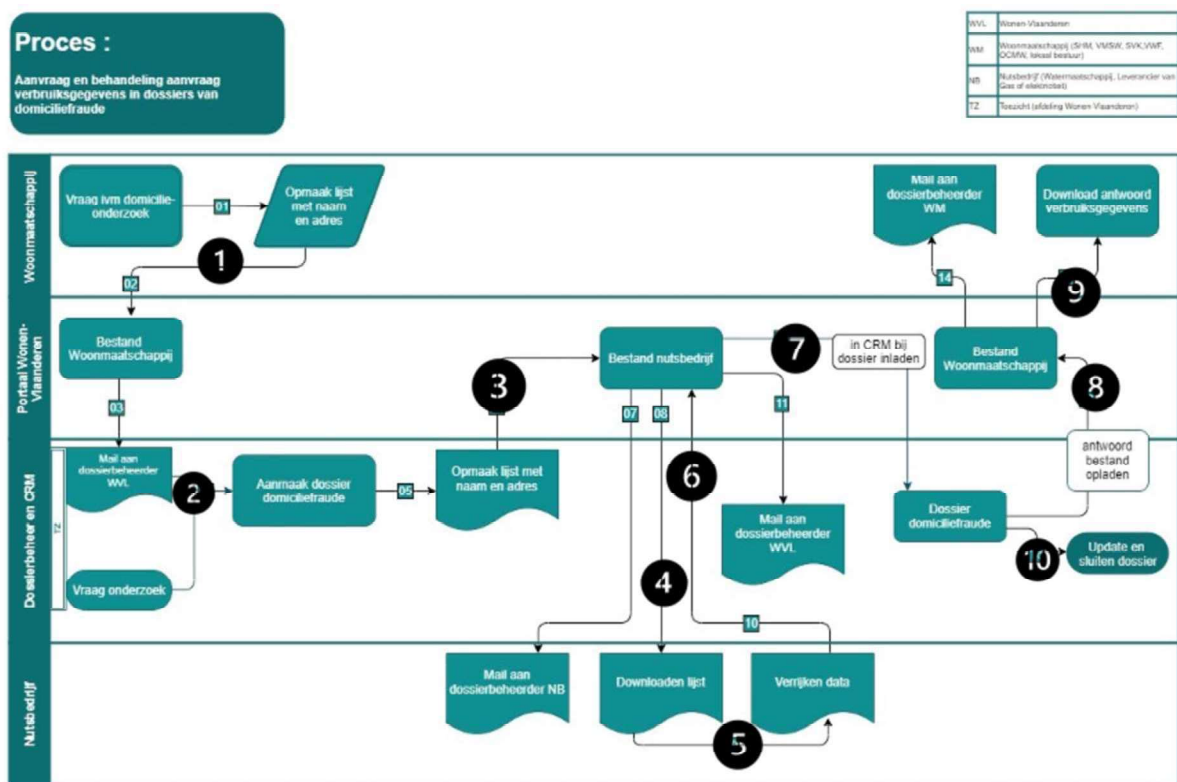 Proces :
Aanvraag en behandeling aanvraag
verbruiksgegevens in dossiers van
domiciliefraude
WVL Wonen-Vlaanderen
WM Woonmaatschappij (SHM, VMSW, SVK,VWF,
OCMW, lokaal bestuur)
NB Nutsbedrijf (Watermaatschappij, Leverancier van
Gas of elektriciteit)
TZ Toezicht (afdeling Wonen-Vlaanderen)
Woonmaatschappij
Vraag ivm domicilie-
onderzoek
01
Opmaak lijst
met naam
en adres
1
02
Mail aan
dossierbeheerder
WM
Download antwoord
verbruiksgegevens
14
9
Portaal Wonen-
Vlaanderen
Bestand
Woonmaatschappij
03
3
Bestand nutsbedrijf
07
08
7
in CRM bij
dossier inladen
11
Bestand
Woonmaatschappij
8
Dossierbeheer en CRM
TZ
Mail aan
dossierbeheerder
WVL
2
Aanmaak dossier
domiciliefraude
05
Opmaak lijst met
naam en adres
6
antwoord
bestand
opladen
Mail aan
dossierbeheerder
WVL
Dossier
domiciliefraude
10
Update en
sluiten dossier
Vraag onderzoek
4
10
Nutsbedrijf
Mail aan
dossierbeheerder NB
Downloaden lijst
Verrijken data
5